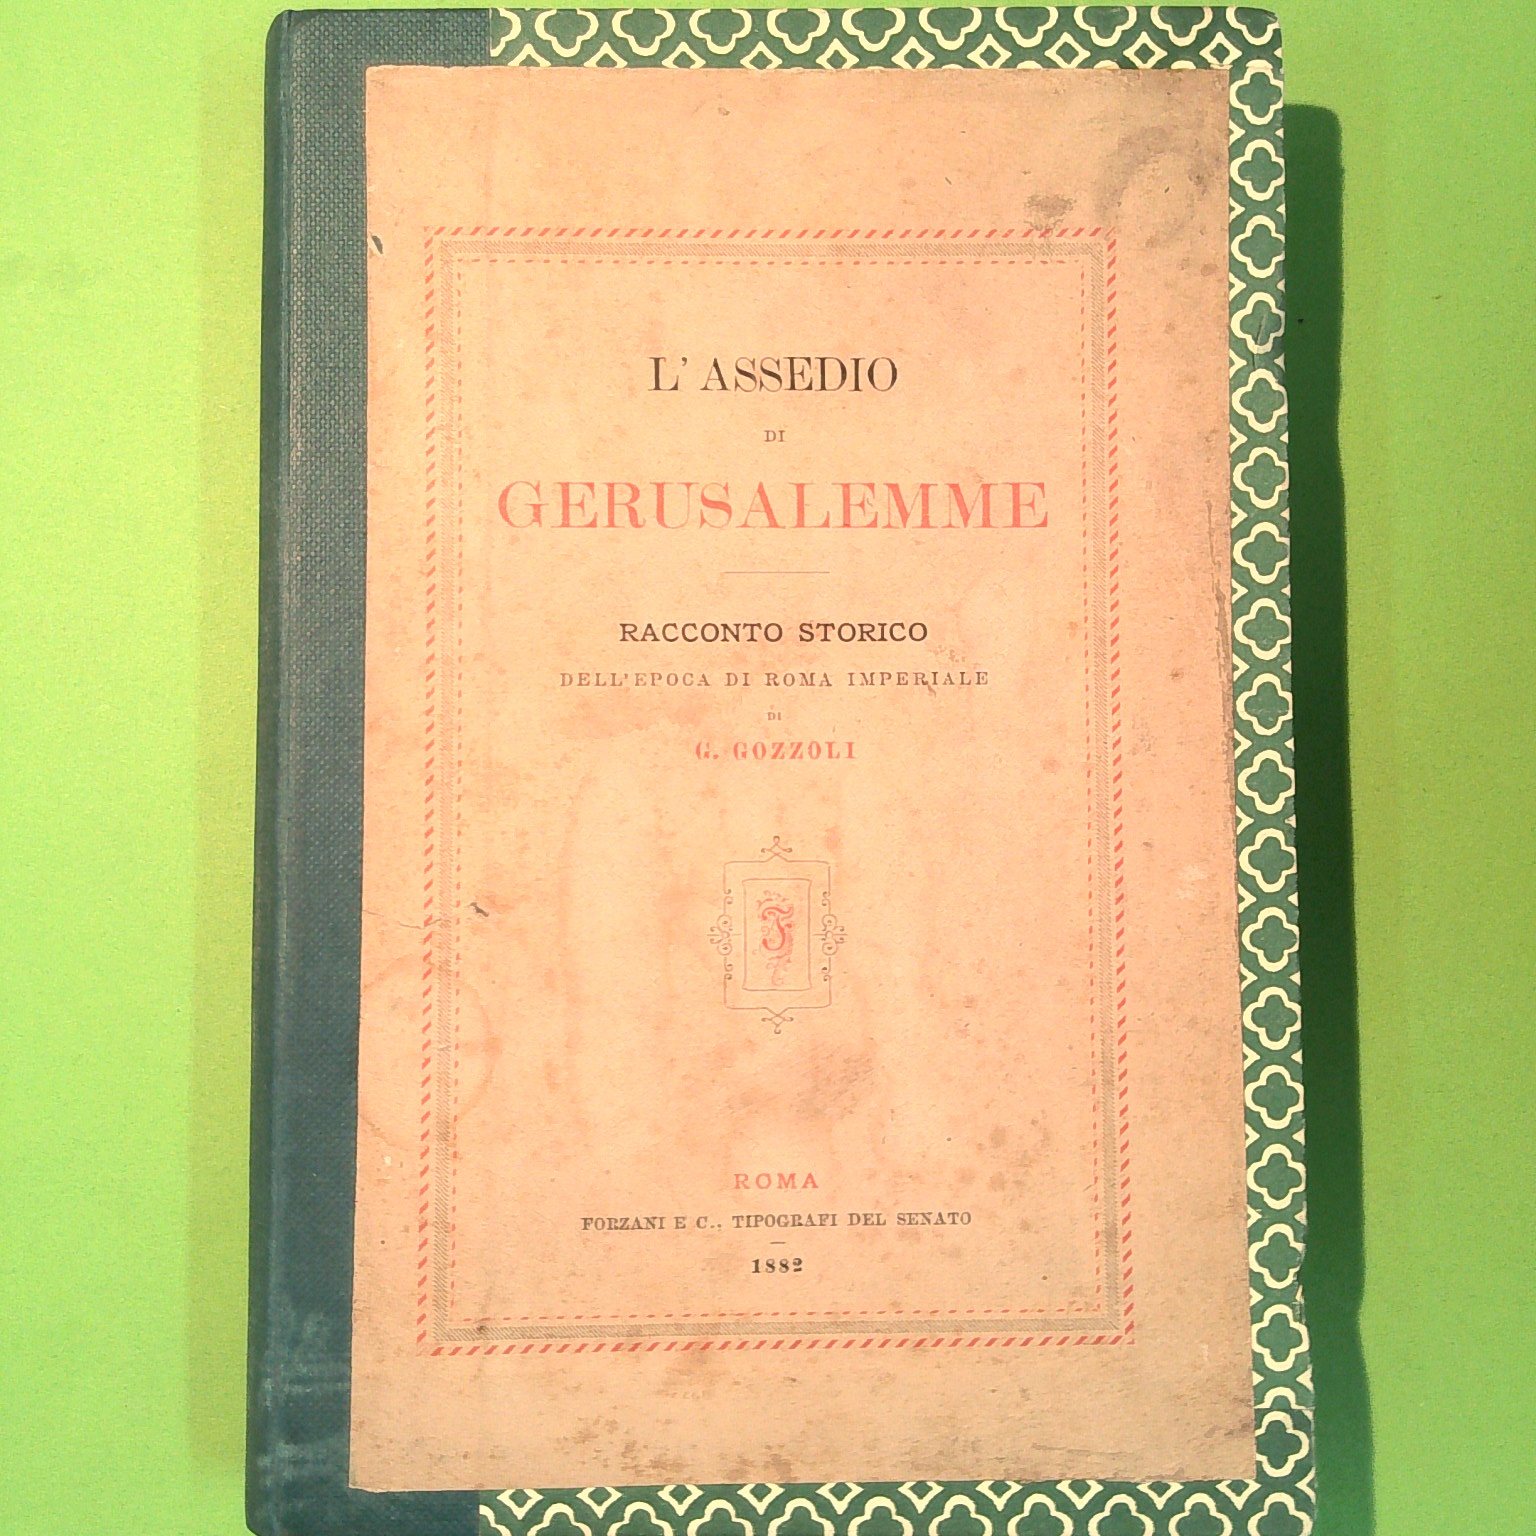 L' ASSEDIO
DI
GERUSALEMME
RACCONTO STORICO
DELL'EPOCA DI ROMA IMPERIALE
DI
G. GOZZOLI
F
ROMA
FORZANI E C., TIPOGRAFI DEL SENATO
1882